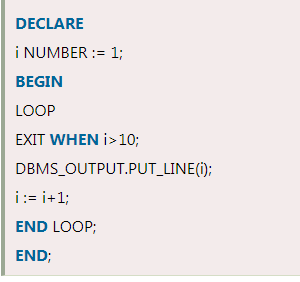 DECLARE
i NUMBER := 1;
BEGIN
LOOP
EXIT WHEN i>10;
DBMS_OUTPUT.PUT_LINE(i);
i := i+1;
END LOOP;
END;